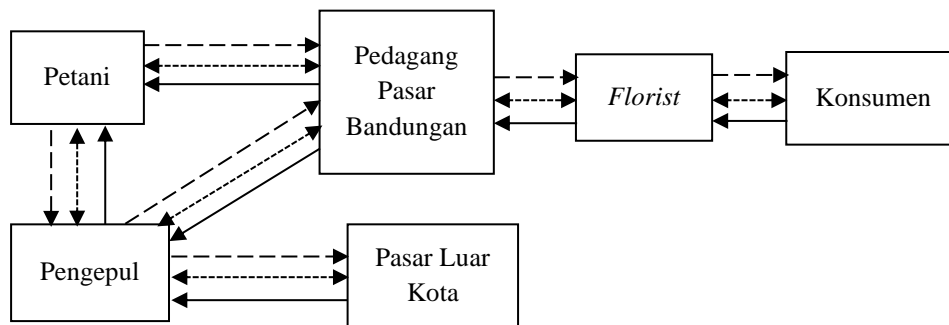 Petani
Pedagang
Pasar
Bandungan
Florist
Konsumen
Pengepul
Pasar Luar
Kota